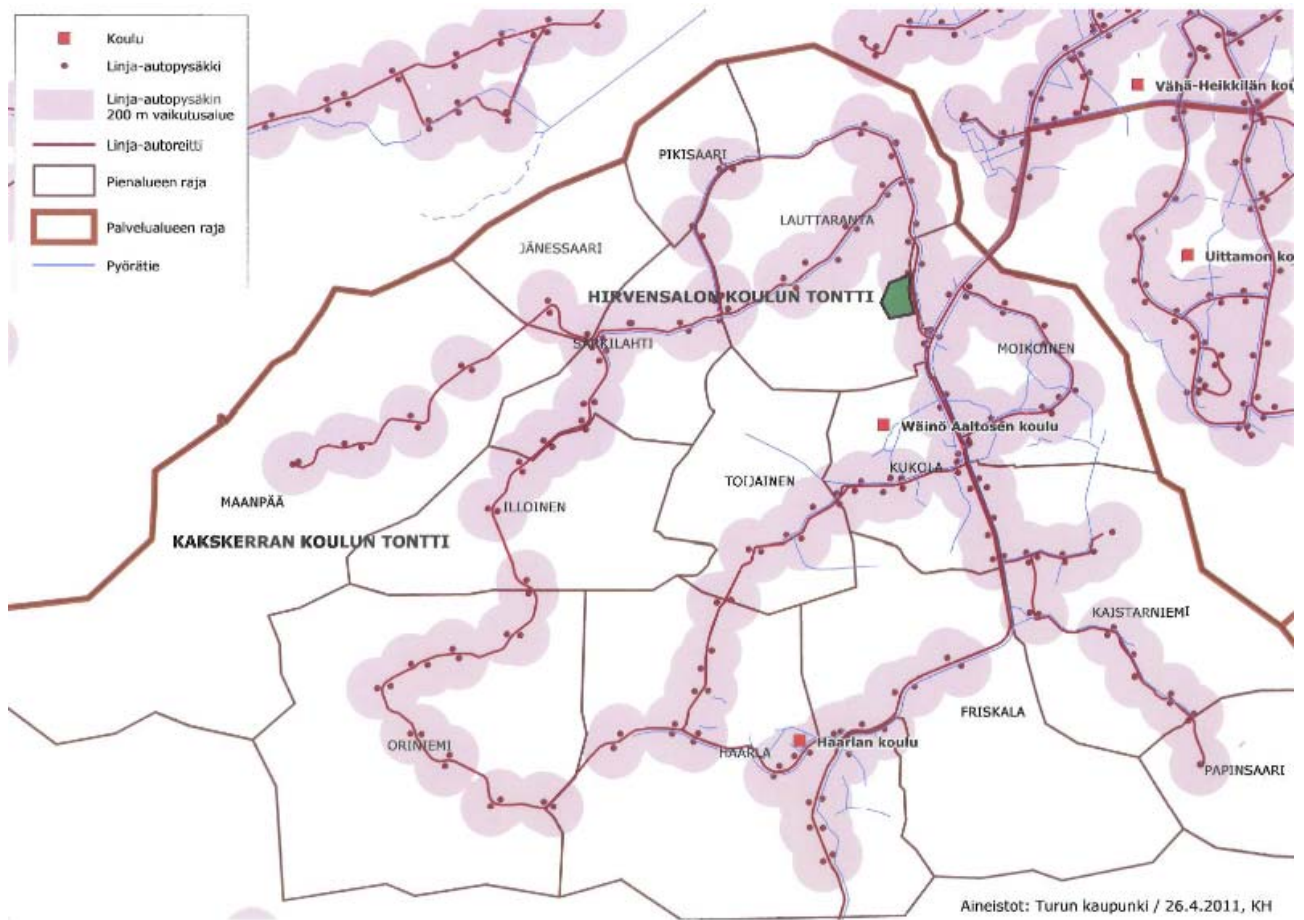 Koulu
Linja-autopysäkki
Linja-autopysäkin
200 m vaikutusalue
Linja-autoreitti
Pienalueen raja
Palvelualueen raja
Pyörätie
Vähä-Heikkilän kou
PIKISAARI
LAUTTARANTA
JÄNESSAARI
Uittamon ko
HIRVENSALON KOULUN TONTTI
SÄRKILAHTI
MOIKOINEN
Wäinö Aaltosen koulu
KUKOLA
TOIJAINEN
MAANPÄÄ
ILLOINEN
KAKSKERRAN KOULUN TONTTI
KAISTARNIEMI
FRISKALA
ORINIEMI
HAARLA
Haarlan koulu
PAPINSAARI
Aineistot: Turun kaupunki / 26.4.2011, KH